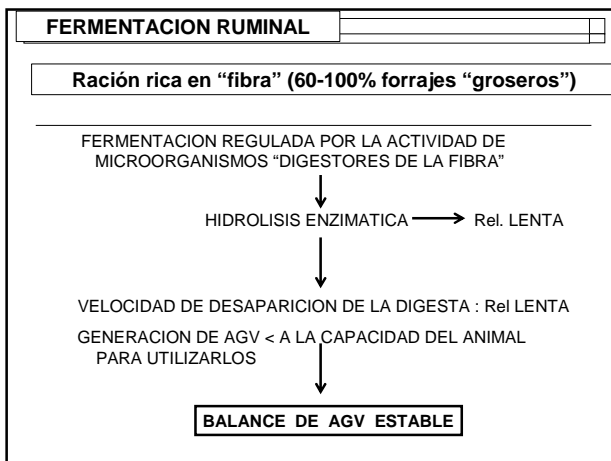 FERMENTACION RUMINAL
Ración rica en “fibra” (60-100% forrajes “groseros”)
FERMENTACION REGULADA POR LA ACTIVIDAD DE
MICROORGANISMOS “DIGESTORES DE LA FIBRA”
HIDROLISIS ENZIMATICA Rel. LENTA
VELOCIDAD DE DESAPARICION DE LA DIGESTA : Rel LENTA
GENERACION DE AGV < A LA CAPACIDAD DEL ANIMAL
PARA UTILIZARLOS
BALANCE DE AGV ESTABLE